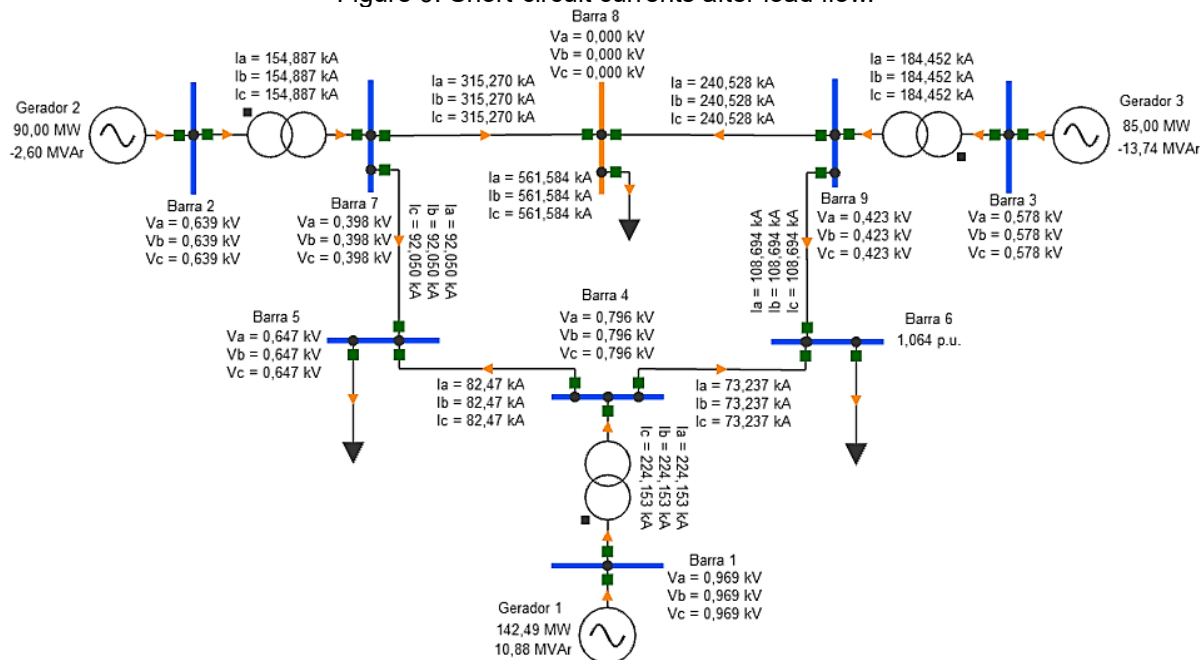 Figure Short-circuit currents after load flow.
Barra 8
Va = 0,000 kV
Vb = 0,000 kV
Vc = 0,000 kV
Ia = 154,887 kA
Ib = 154,887 kA
Ic = 154,887 kA
Ia = 315,270 kA
Ib = 315,270 kA
Ic = 315,270 kA
Ia = 240,528 kA
Ib = 240,528 kA
Ic = 240,528 kA
Ia = 184,452 kA
Ib = 184,452 kA
Ic = 184,452 kA
Gerador 2
90,00 MW
-2,60 MVAr
Gerador 3
85,00 MW
-13,74 MVAr
Barra 2
Va = 0,639 kV
Vb = 0,639 kV
Vc = 0,639 kV
Barra 7
Va = 0,398 kV
Vb = 0,398 kV
Vc = 0,398 kV
Ia = 92,050 kA
Ib = 92,050 kA
Ic = 92,050 kA
Ia = 561,584 kA
Ib = 561,584 kA
Ic = 561,584 kA
Ia = 108,694 kA
Ib = 108,694 kA
Ic = 108,694 kA
Barra 9
Va = 0,423 kV
Vb = 0,423 kV
Vc = 0,423 kV
Barra 3
Va = 0,578 kV
Vb = 0,578 kV
Vc = 0,578 kV
Barra 5
Va = 0,647 kV
Vb = 0,647 kV
Vc = 0,647 kV
Barra 4
Va = 0,796 kV
Vb = 0,796 kV
Vc = 0,796 kV
Barra 6
1,064 p.u.
Ia = 82,47 kA
Ib = 82,47 kA
Ic = 82,47 kA
Ia = 73,237 kA
Ib = 73,237 kA
Ic = 73,237 kA
Ia = 224,153 kA
Ib = 224,153 kA
Ic = 224,153 kA
Barra 1
Va = 0,969 kV
Vb = 0,969 kV
Vc = 0,969 kV
Gerador 1
142,49 MW
10,88 MVAr